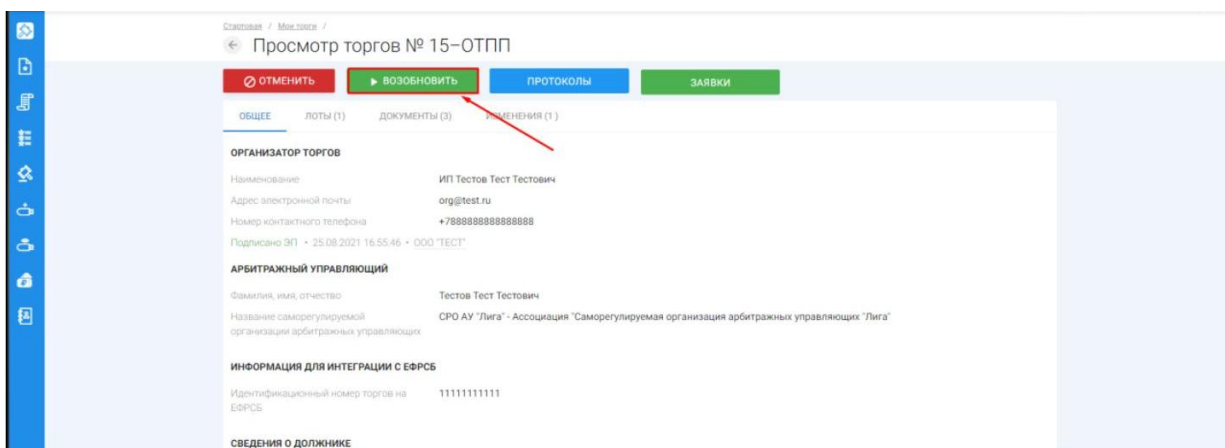 Стартовая / Мои торги /
Просмотр торгов № 15-ОТПП
ОТМЕНИТЬ
ВОЗОБНОВИТЬ
ПРОТОКОЛЫ
ЗАЯВКИ
ОБЩЕЕ
ЛОТЫ (1)
ДОКУМЕНТЫ (3)
ИЗМЕНЕНИЯ (1)
ОРГАНИЗАТОР ТОРГОВ
Наименование ИП Тестов Тест Тестович
Адрес электронной почты org@test.ru
Номер контактного телефона +7888888888888888
Подписано ЭП • 25.08.2021 16:55:46 • ООО "ТЕСТ"
АРБИТРАЖНЫЙ УПРАВЛЯЮЩИЙ
Фамилия, имя, отчество Тестов Тест Тестович
Название саморегулируемой СРО АУ "Лига" - Ассоциация "Саморегулируемая организация арбитражных управляющих "Лига"
организации арбитражных управляющих
ИНФОРМАЦИЯ ДЛЯ ИНТЕГРАЦИИ С ЕФРСБ
Идентификационный номер торгов на 11111111111
ЕФРСБ
СВЕДЕНИЯ О ДОЛЖНИКЕ